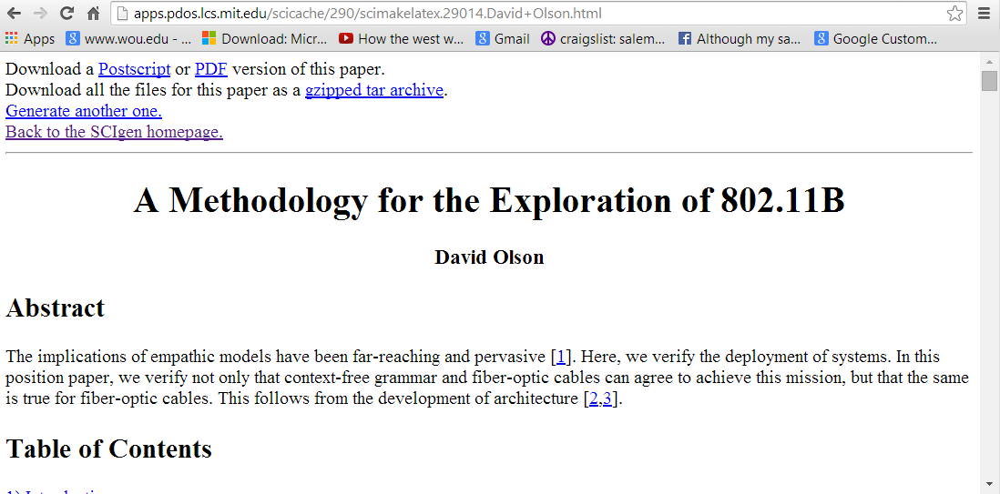 apps.pdos.lcs.mit.edu/scicache/290/scimakelatex.29014.David+Olson.html
Apps www.wou.edu - ... Download: Micr... How the west w... Gmail craigslist: salem... Although my sa... Google Custom...
Download a Postscript or PDF version of this paper.
Download all the files for this paper as a gzipped tar archive.
Generate another one.
Back to the SCIgen homepage.
A Methodology for the Exploration of 802.11B
David Olson
Abstract
The implications of empathic models have been far-reaching and pervasive [1]. Here, we verify the deployment of systems. In this
position paper, we verify not only that context-free grammar and fiber-optic cables can agree to achieve this mission, but that the same
is true for fiber-optic cables. This follows from the development of architecture [2,3].
Table of Contents